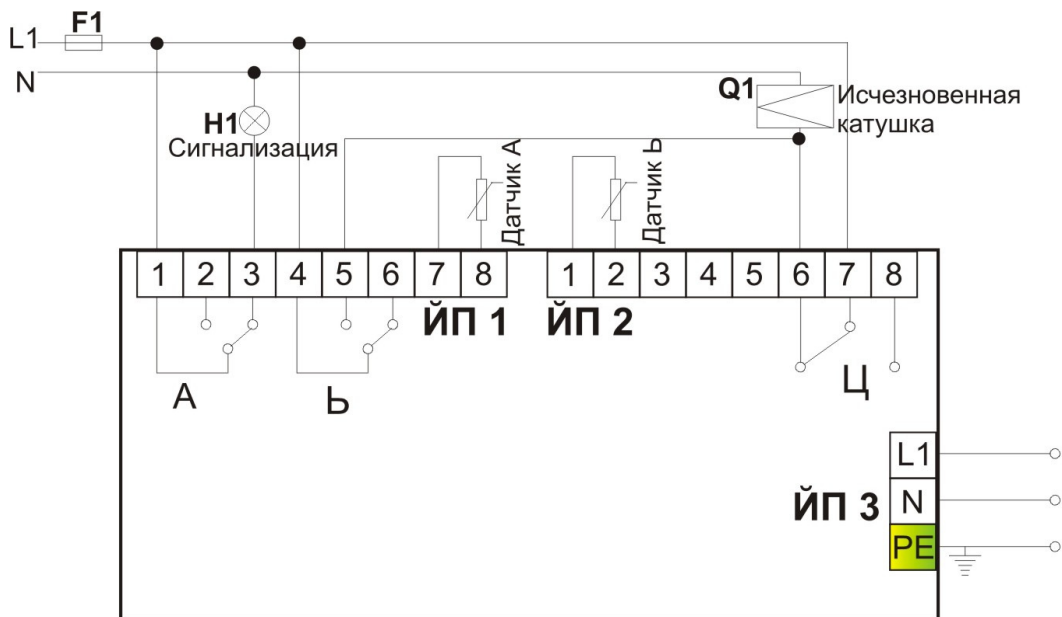 L1
F1
N
H1
Сигнализация
Датчик А
Датчик Ь
Q1
Исчезновенная
катушка
1 2 3 4 5 6 7 8
1 2 3 4 5 6 7 8
ЙП 1
ЙП 2
А
Ь
Ц
L1
ЙП 3
N
PE